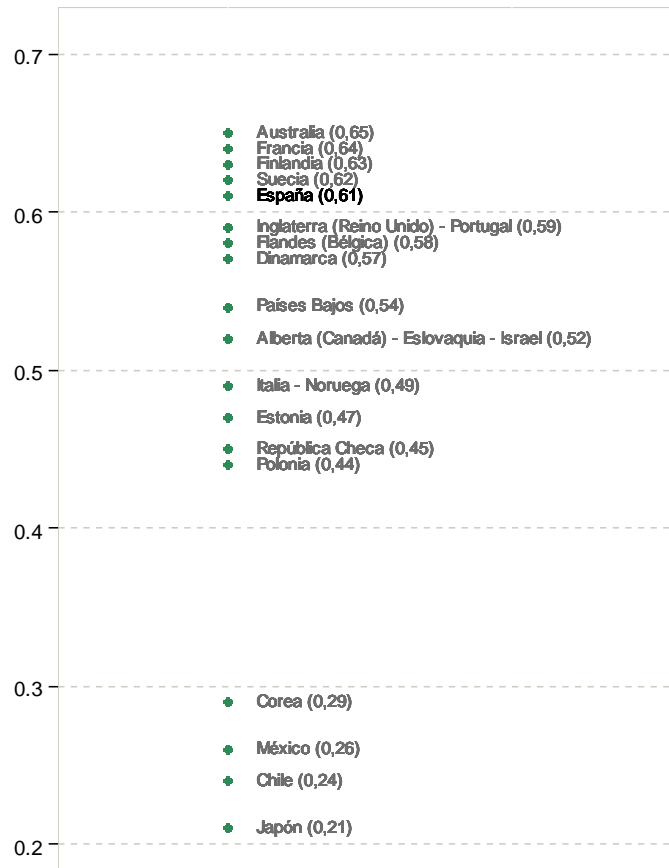 0.7
Australia (0,65)
Francia (0,64)
Finlandia (0,63)
Suecia (0,62)
España (0,61)
0.6
Inglaterra (Reino Unido) - Portugal (0,59)
Flandes (Bélgica) (0,58)
Dinamarca (0,57)
Países Bajos (0,54)
Alberta (Canadá) - Eslovaquia - Israel (0,52)
0.5
Italia - Noruega (0,49)
Estonia (0,47)
República Checa (0,45)
Polonia (0,44)
0.4
0.3
Corea (0,29)
México (0,26)
Chile (0,24)
Japón (0,21)
0.2